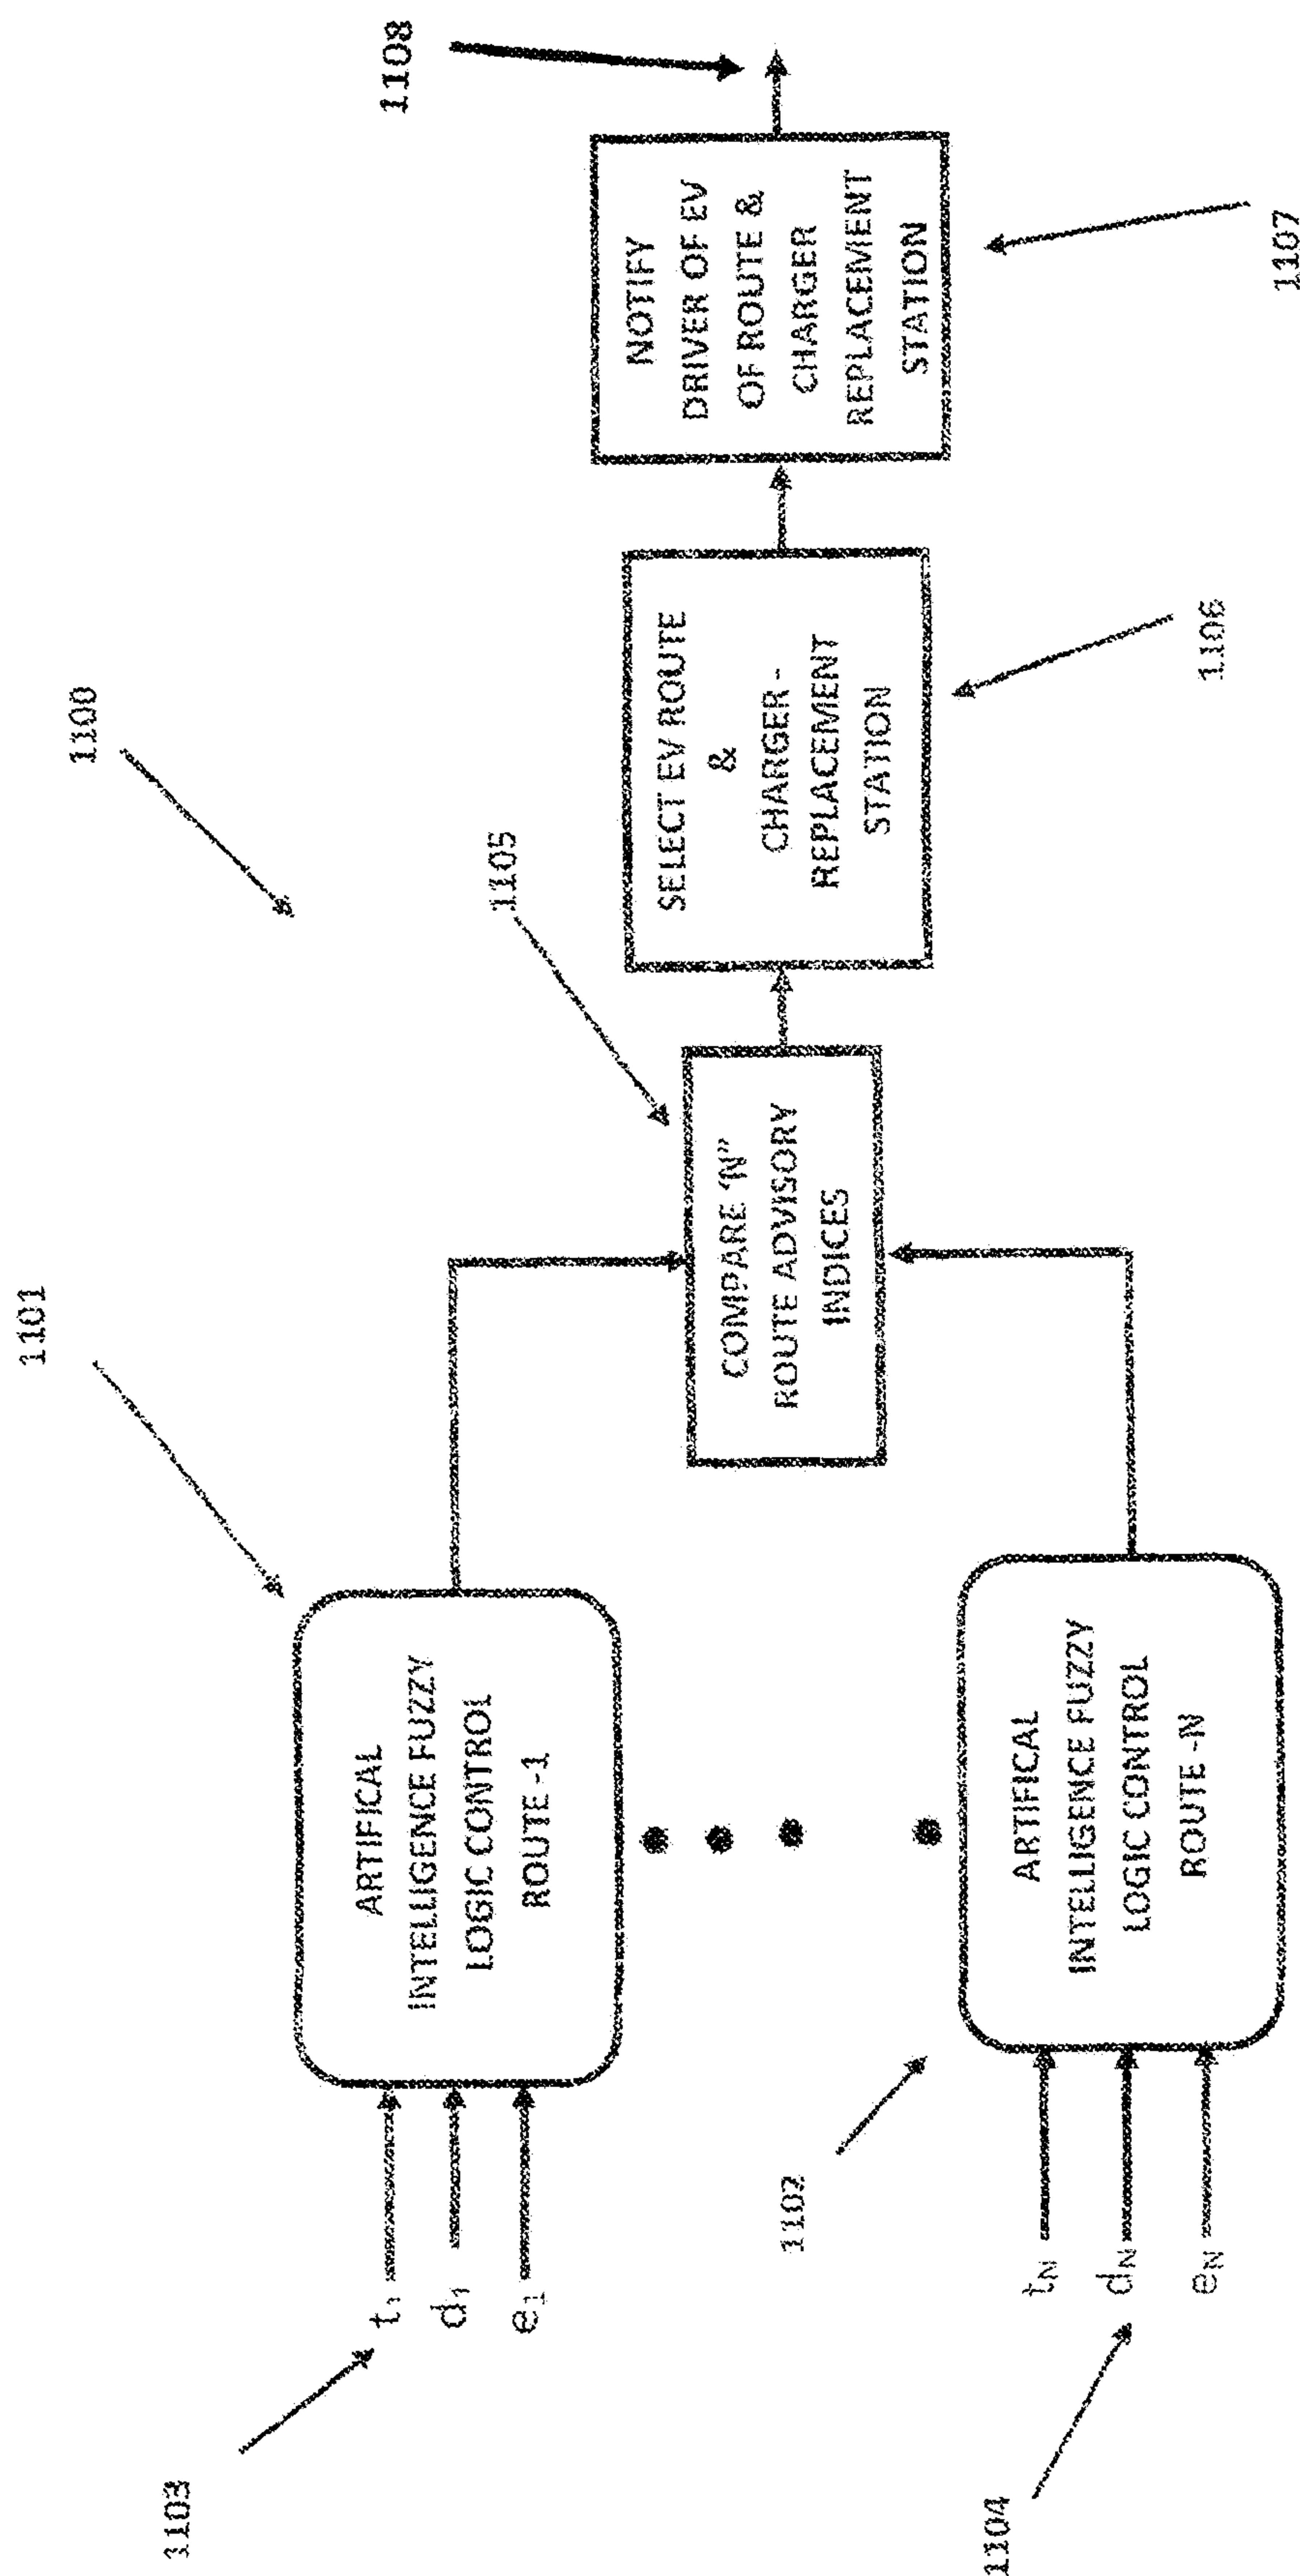 1100
1101
1103
t₁
d₁
e₁
ARTIFICAL
INTELLIGENCE FUZZY
LOGIC CONTROL
ROUTE -1
1102
1104
tN
dN
eN
ARTIFICAL
INTELLIGENCE FUZZY
LOGIC CONTROL
ROUTE -N
1105
COMPARE "N"
ROUTE ADVISORY
INDICES
SELECT EV ROUTE
&
CHARGER -
REPLACEMENT
STATION
1106
NOTIFY
DRIVER OF EV
OF ROUTE &
CHARGER
REPLACEMENT
STATION
1107
1108